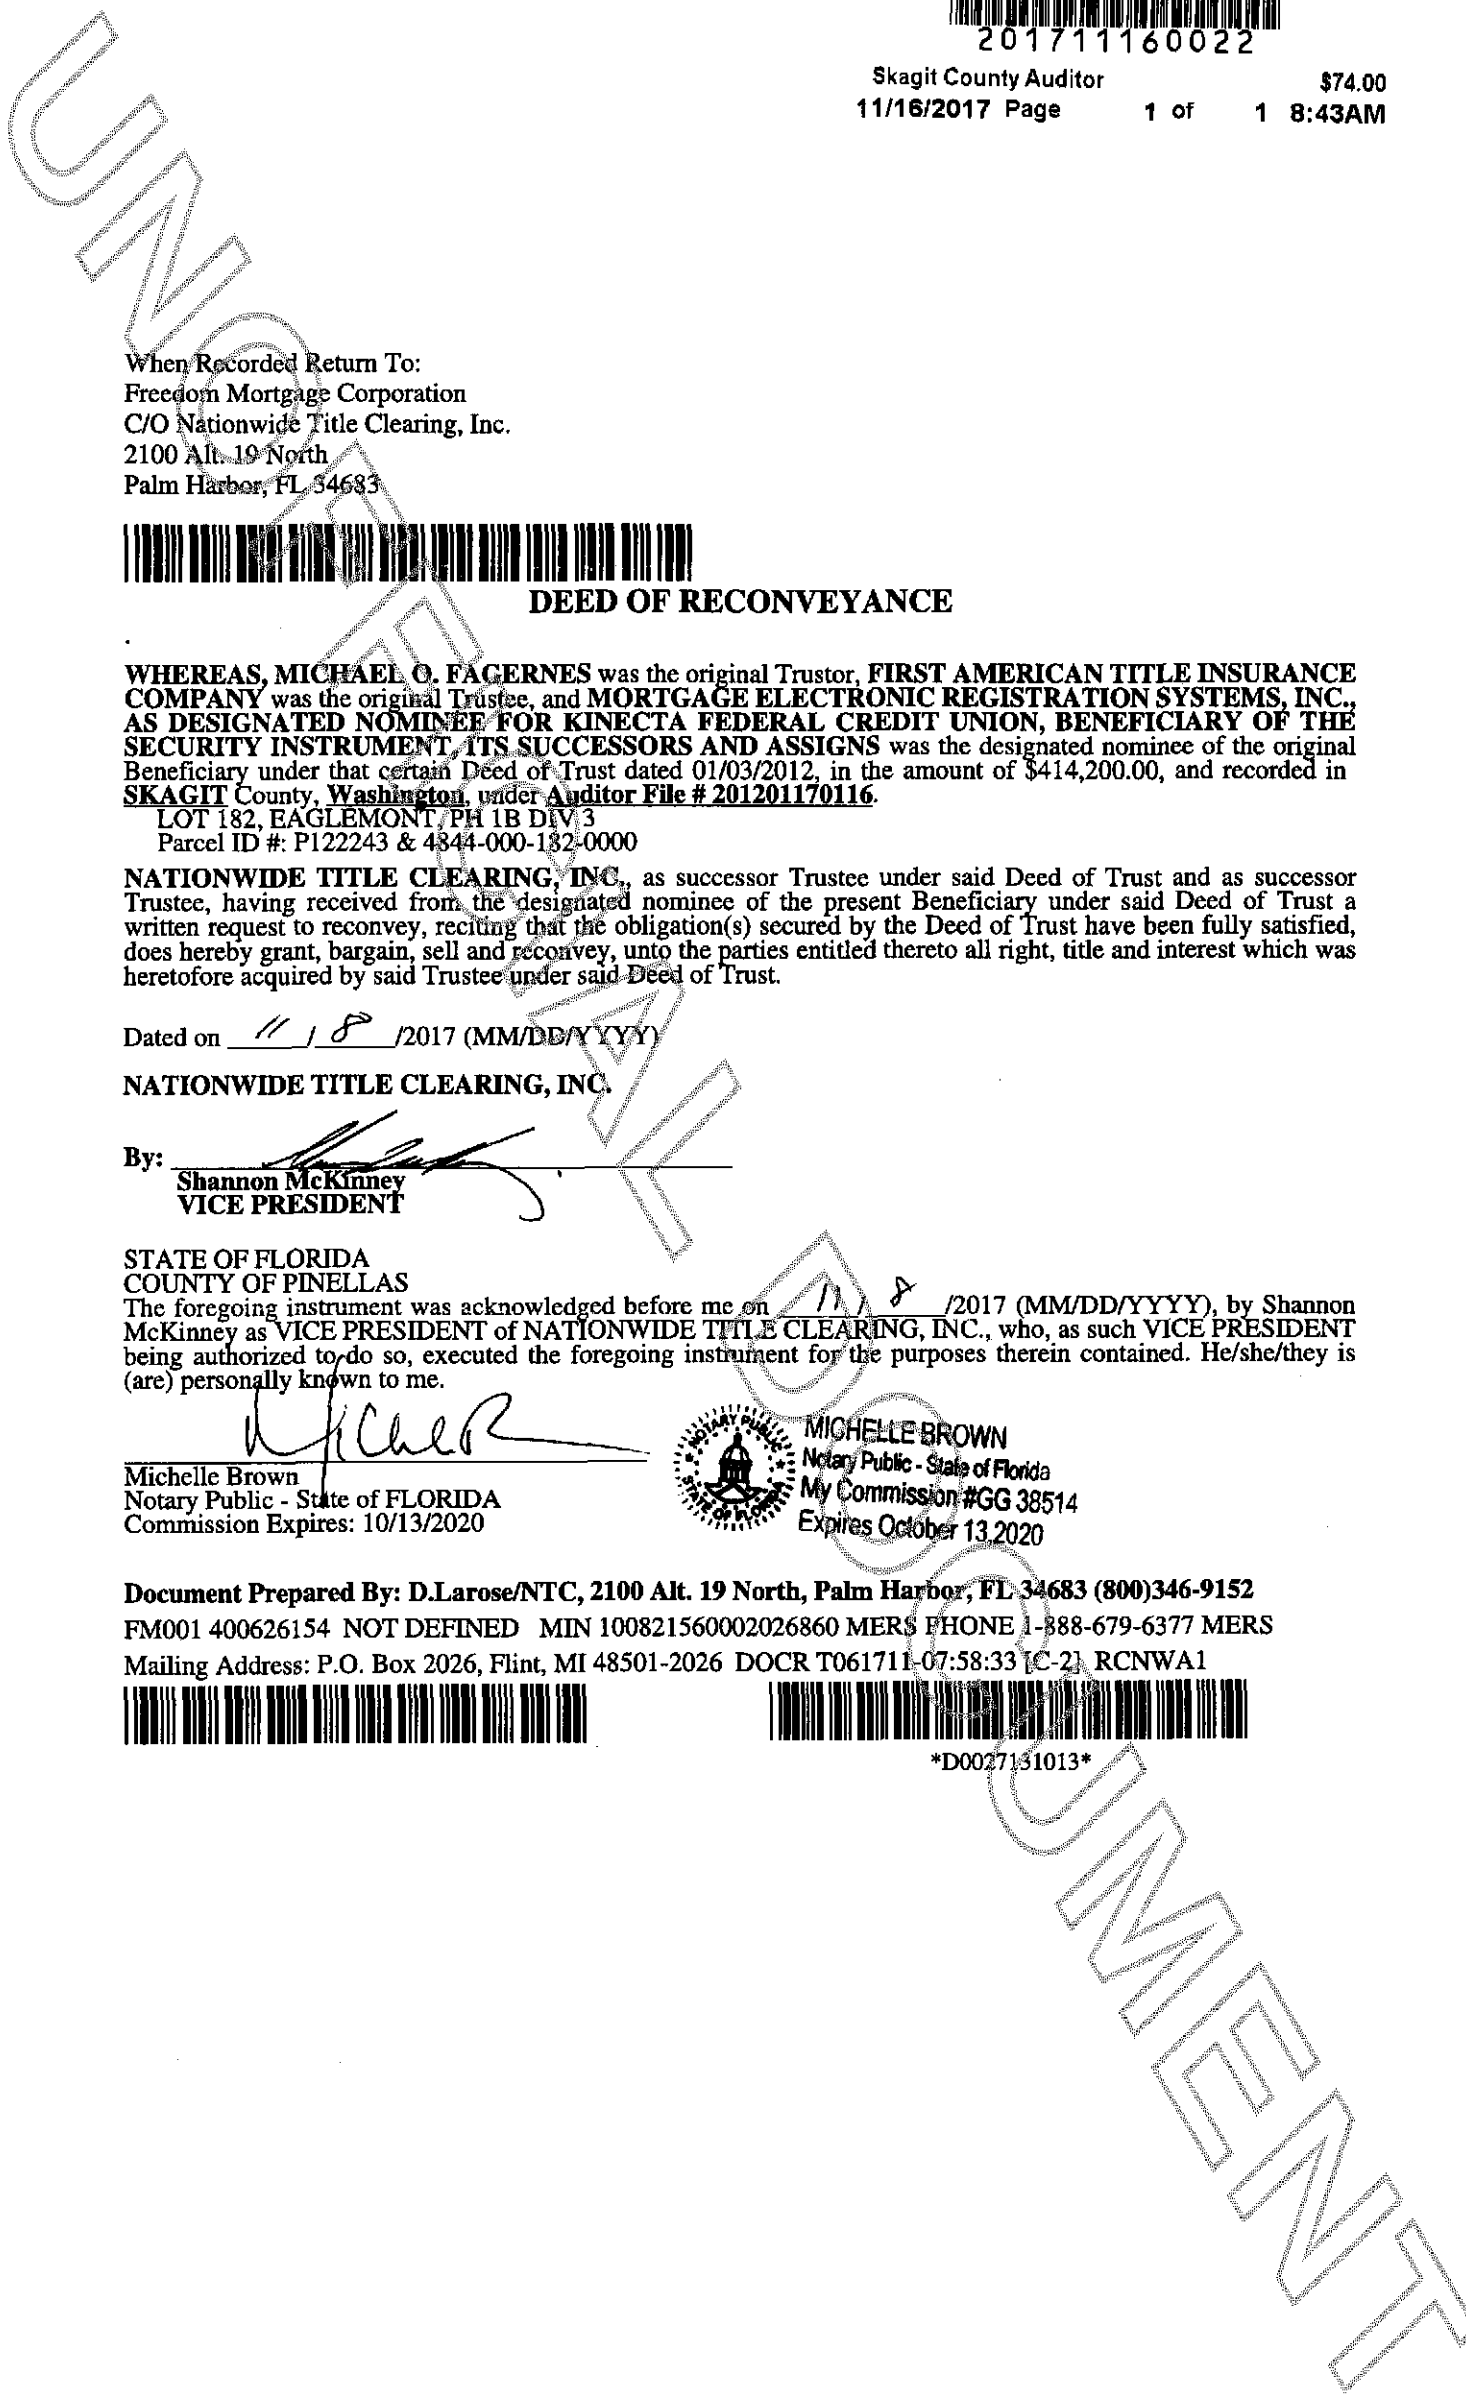 201711160022
Skagit County Auditor $74.00
11/16/2017 Page 1 of 1 8:43AM
When Recorded Return To:
Freedom Mortgage Corporation
C/O Nationwide Title Clearing, Inc.
2100 Alt. 19 North
Palm Harbor, FL 34683
DEED OF RECONVEYANCE
WHEREAS, MICHAEL O. FAGERNES was the original Trustor, FIRST AMERICAN TITLE INSURANCE
COMPANY was the original Trustee, and MORTGAGE ELECTRONIC REGISTRATION SYSTEMS, INC.,
AS DESIGNATED NOMINEE FOR KINECTA FEDERAL CREDIT UNION, BENEFICIARY OF THE
SECURITY INSTRUMENT, ITS SUCCESSORS AND ASSIGNS was the designated nominee of the original
Beneficiary under that certain Deed of Trust dated 01/03/2012, in the amount of $414,200.00, and recorded in
SKAGIT County, Washington, under Auditor File # 201201170116.
LOT 182, EAGLEMONT, PH 1B DIV 3
Parcel ID #: P122243 & 4844-000-182-0000
NATIONWIDE TITLE CLEARING, INC., as successor Trustee under said Deed of Trust and as successor
Trustee, having received from the designated nominee of the present Beneficiary under said Deed of Trust a
written request to reconvey, reciting that the obligation(s) secured by the Deed of Trust have been fully satisfied,
does hereby grant, bargain, sell and reconvey, unto the parties entitled thereto all right, title and interest which was
heretofore acquired by said Trustee under said Deed of Trust.
Dated on 11 / 8 /2017 (MM/DD/YYYY)
NATIONWIDE TITLE CLEARING, INC.
By:
Shannon McKinney
VICE PRESIDENT
STATE OF FLORIDA
COUNTY OF PINELLAS
The foregoing instrument was acknowledged before me on 11 / 8 /2017 (MM/DD/YYYY), by Shannon
McKinney as VICE PRESIDENT of NATIONWIDE TITLE CLEARING, INC., who, as such VICE PRESIDENT
being authorized to do so, executed the foregoing instrument for the purposes therein contained. He/she/they is
(are) personally known to me.
Michelle Brown
Notary Public - State of FLORIDA
Commission Expires: 10/13/2020
NOTARY PUBLIC
STATE OF FLORIDA
MICHELLE BROWN
Notary Public - State of Florida
My Commission #GG 38514
Expires October 13,2020
Document Prepared By: D.Larose/NTC, 2100 Alt. 19 North, Palm Harbor, FL 34683 (800)346-9152
FM001 400626154 NOT DEFINED MIN 100821560002026860 MERS PHONE 1-888-679-6377 MERS
Mailing Address: P.O. Box 2026, Flint, MI 48501-2026 DOCR T061711-07:58:33 [C-2] RCNWA1
*D0027131013*
UNOFFICIAL DOCUMENT